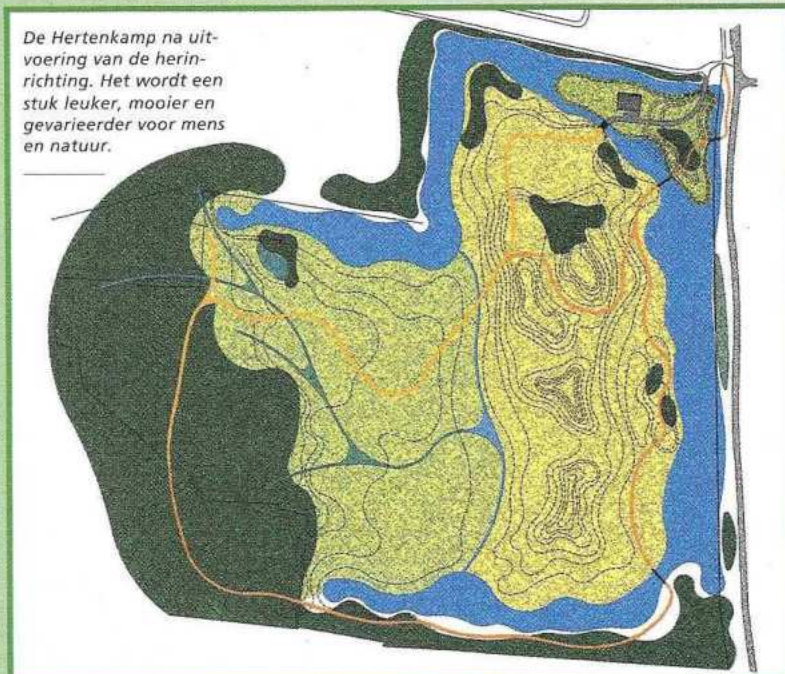 De Hertenkamp na uit-
voering van de herin-
richting. Het wordt een
stuk leuker, mooier en
gevarieerder voor mens
en natuur.